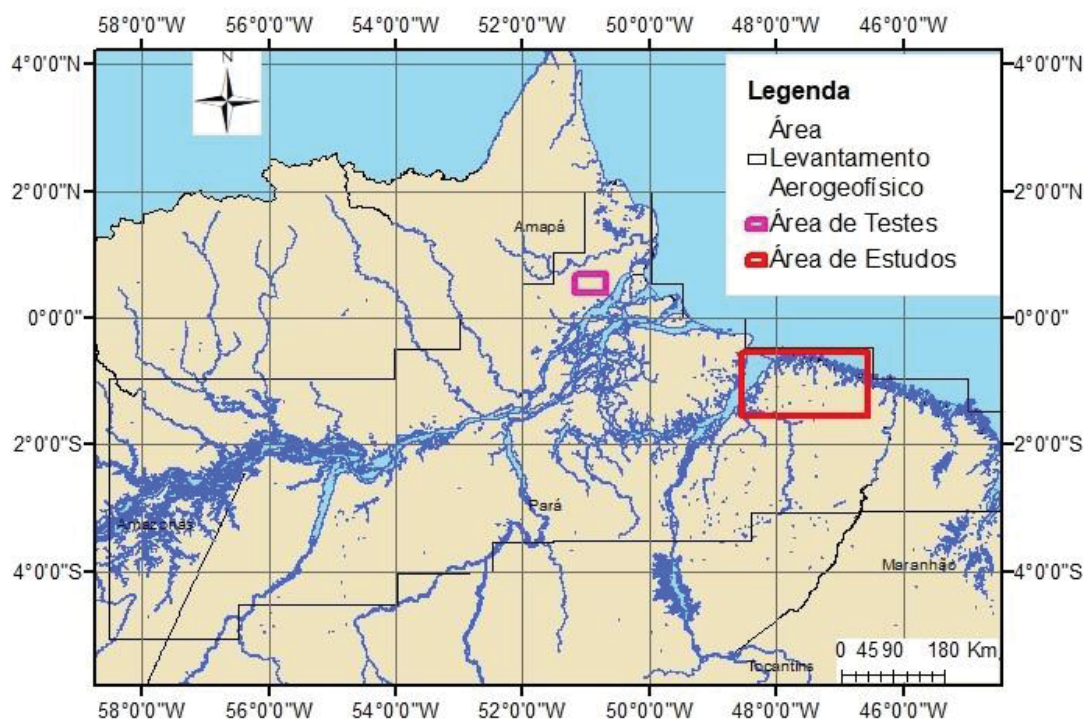 58°0'0"W 56°0'0"W 54°0'0"W 52°0'0"W 50°0'0"W 48°0'0"W 46°0'0"W
4°0'0"N 4°0'0"N
N
Legenda
Área
Levantamento
Aerogeofísico
Área de Testes
Área de Estudos
2°0'0"N 2°0'0"N
Amapá
0°0'0" 0°0'0"
2°0'0"S 2°0'0"S
Pará
Amazonas
4°0'0"S 4°0'0"S
Maranhão
Tocantins
0 45 90 180 Km
58°0'0"W 56°0'0"W 54°0'0"W 52°0'0"W 50°0'0"W 48°0'0"W 46°0'0"W